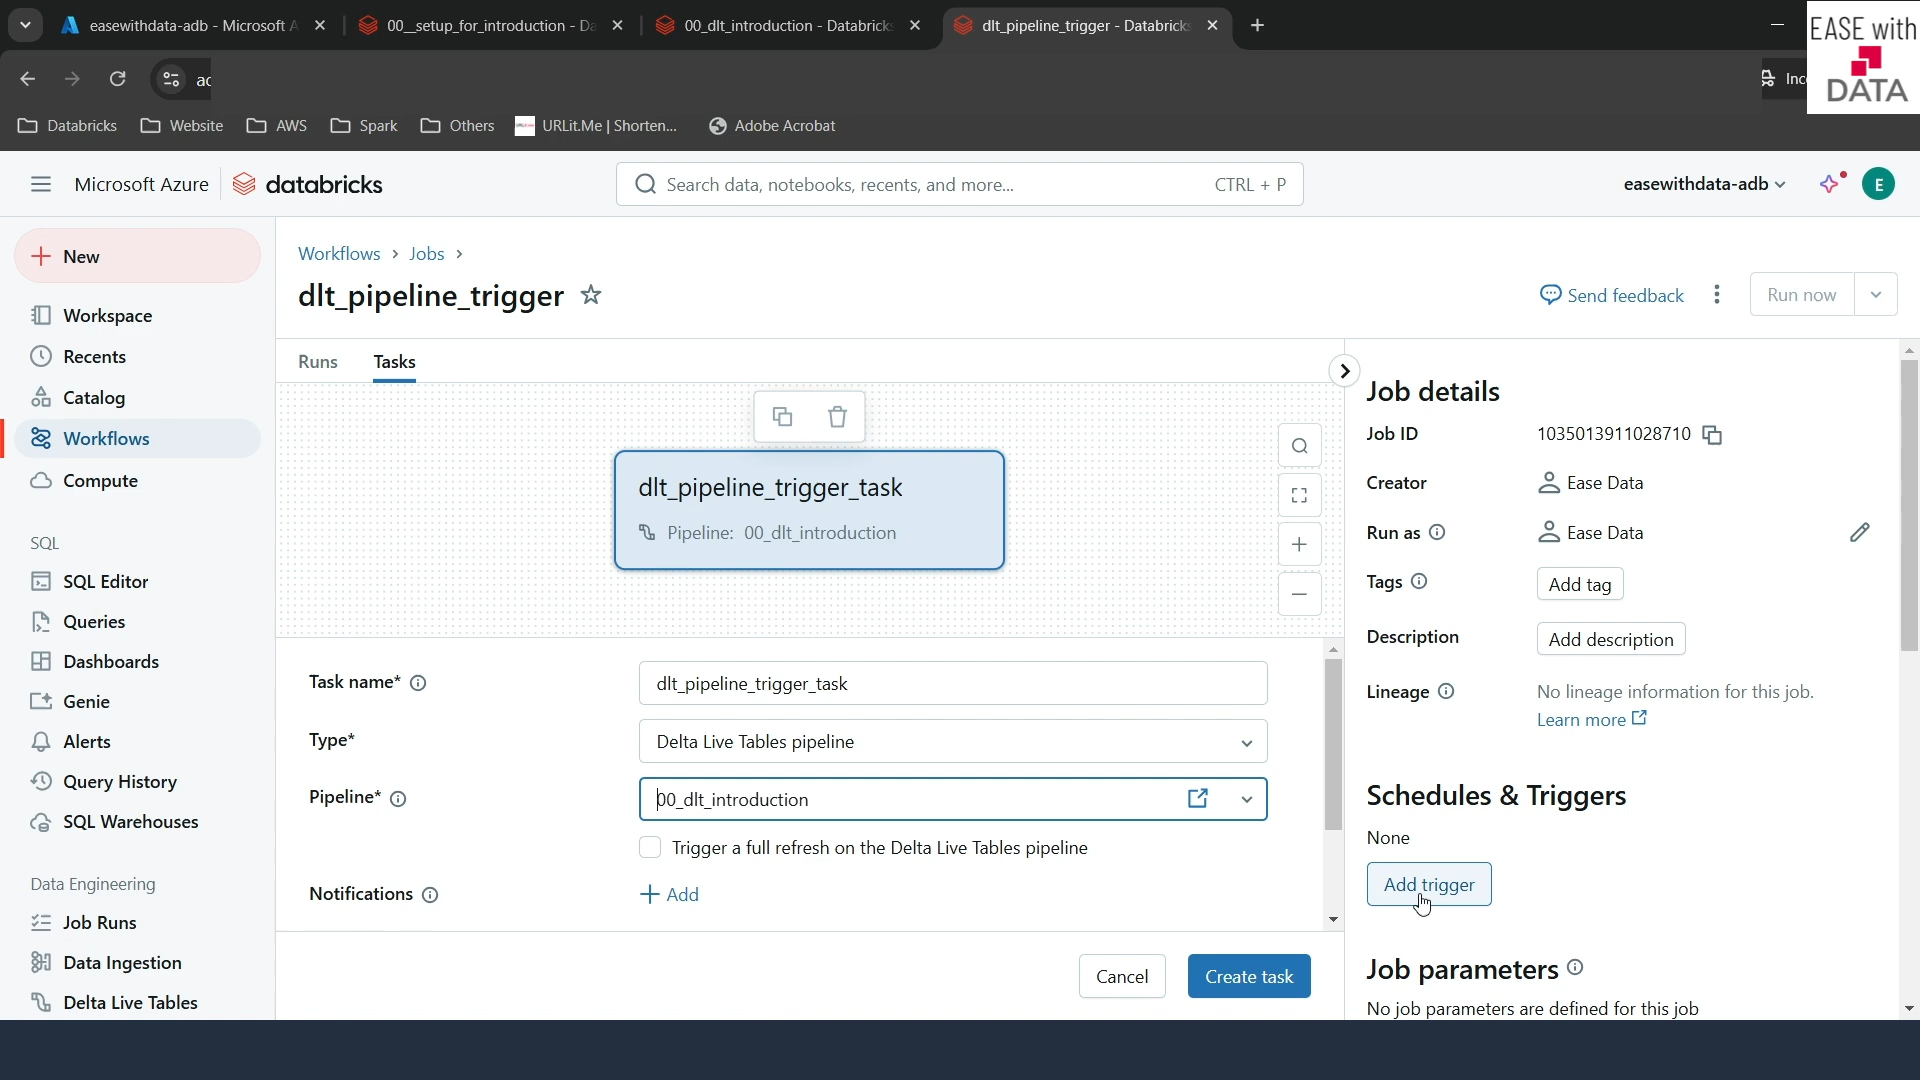 easewithdata-adb - Microsoft A
00__setup_for_introduction - Da
00_dlt_introduction - Databrick
dlt_pipeline_trigger - Databrick
EASE with
DATA
Databricks
Website
AWS
Spark
Others
URLit.Me | Shorten...
Adobe Acrobat
Microsoft Azure
databricks
Search data, notebooks, recents, and more...
CTRL + P
easewithdata-adb
E
New
Workspace
Recents
Catalog
Workflows
Compute
SQL
SQL Editor
Queries
Dashboards
Genie
Alerts
Query History
SQL Warehouses
Data Engineering
Job Runs
Data Ingestion
Delta Live Tables
Workflows > Jobs >
dlt_pipeline_trigger
Send feedback
Run now
Runs
Tasks
dlt_pipeline_trigger_task
Pipeline: 00_dlt_introduction
Task name*
dlt_pipeline_trigger_task
Type*
Delta Live Tables pipeline
Pipeline*
00_dlt_introduction
Trigger a full refresh on the Delta Live Tables pipeline
Notifications
+ Add
Cancel
Create task
Job details
Job ID
1035013911028710
Creator
Ease Data
Run as
Ease Data
Tags
Add tag
Description
Add description
Lineage
No lineage information for this job.
Learn more
Schedules & Triggers
None
Add trigger
Job parameters
No job parameters are defined for this job